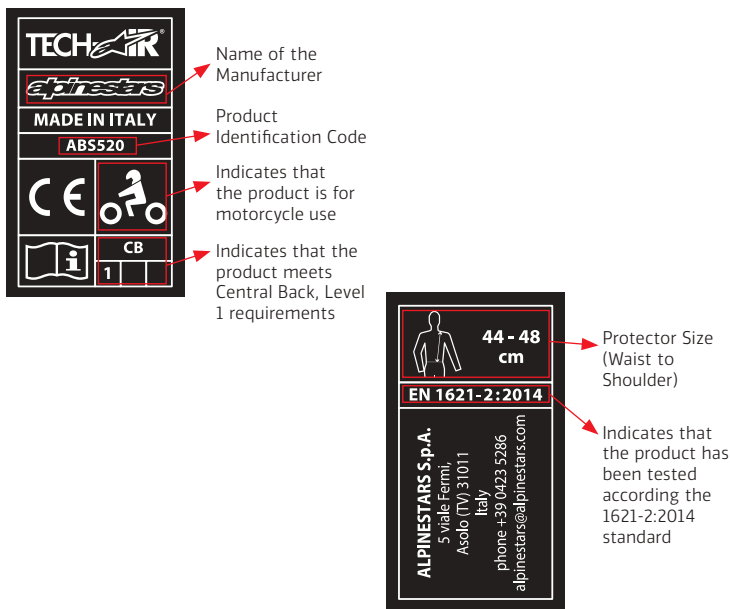 TECH-AIR®
alpinestars
MADE IN ITALY
ABS520
CE
i
CB
1
Name of the
Manufacturer
Product
Identification Code
Indicates that
the product is for
motorcycle use
Indicates that the
product meets
Central Back, Level
1 requirements
44 - 48
cm
EN 1621-2:2014
ALPINESTARS S.p.A.
5 viale Fermi,
Asolo (TV) 31011
Italy
phone +39 0423 5286
alpinestars@alpinestars.com
Protector Size
(Waist to
Shoulder)
Indicates that
the product has
been tested
according the
1621-2:2014
standard